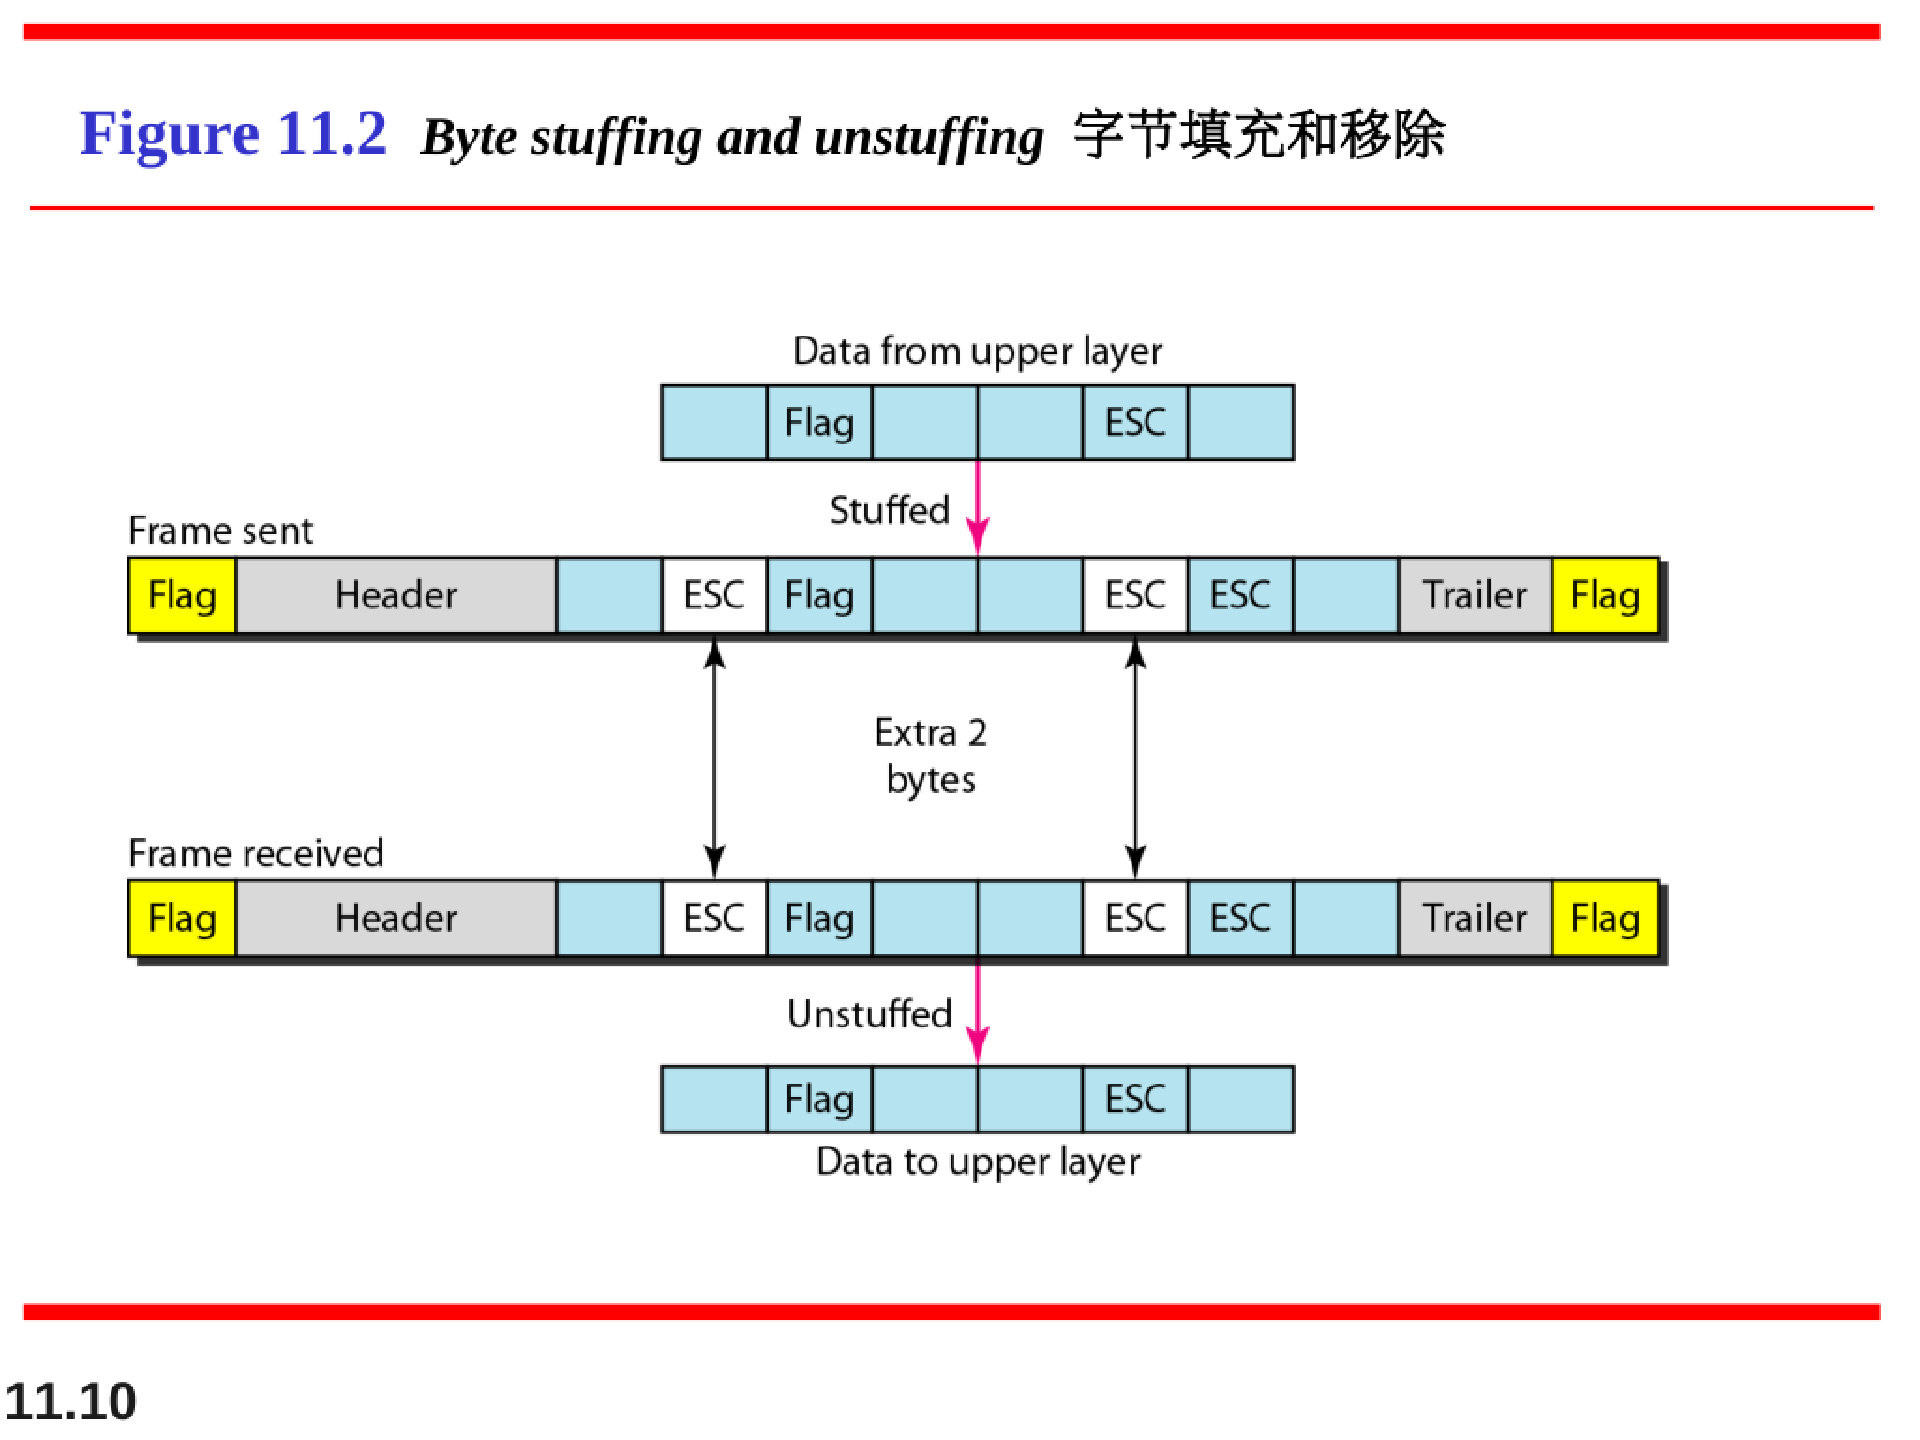 Figure 11.2 Byte stuffing and unstuffing 字节填充和移除
Data from upper layer
Flag ESC
Stuffed
Frame sent
Flag Header ESC Flag ESC ESC Trailer Flag
Extra 2
bytes
Frame received
Flag Header ESC Flag ESC ESC Trailer Flag
Unstuffed
Flag ESC
Data to upper layer
11.10